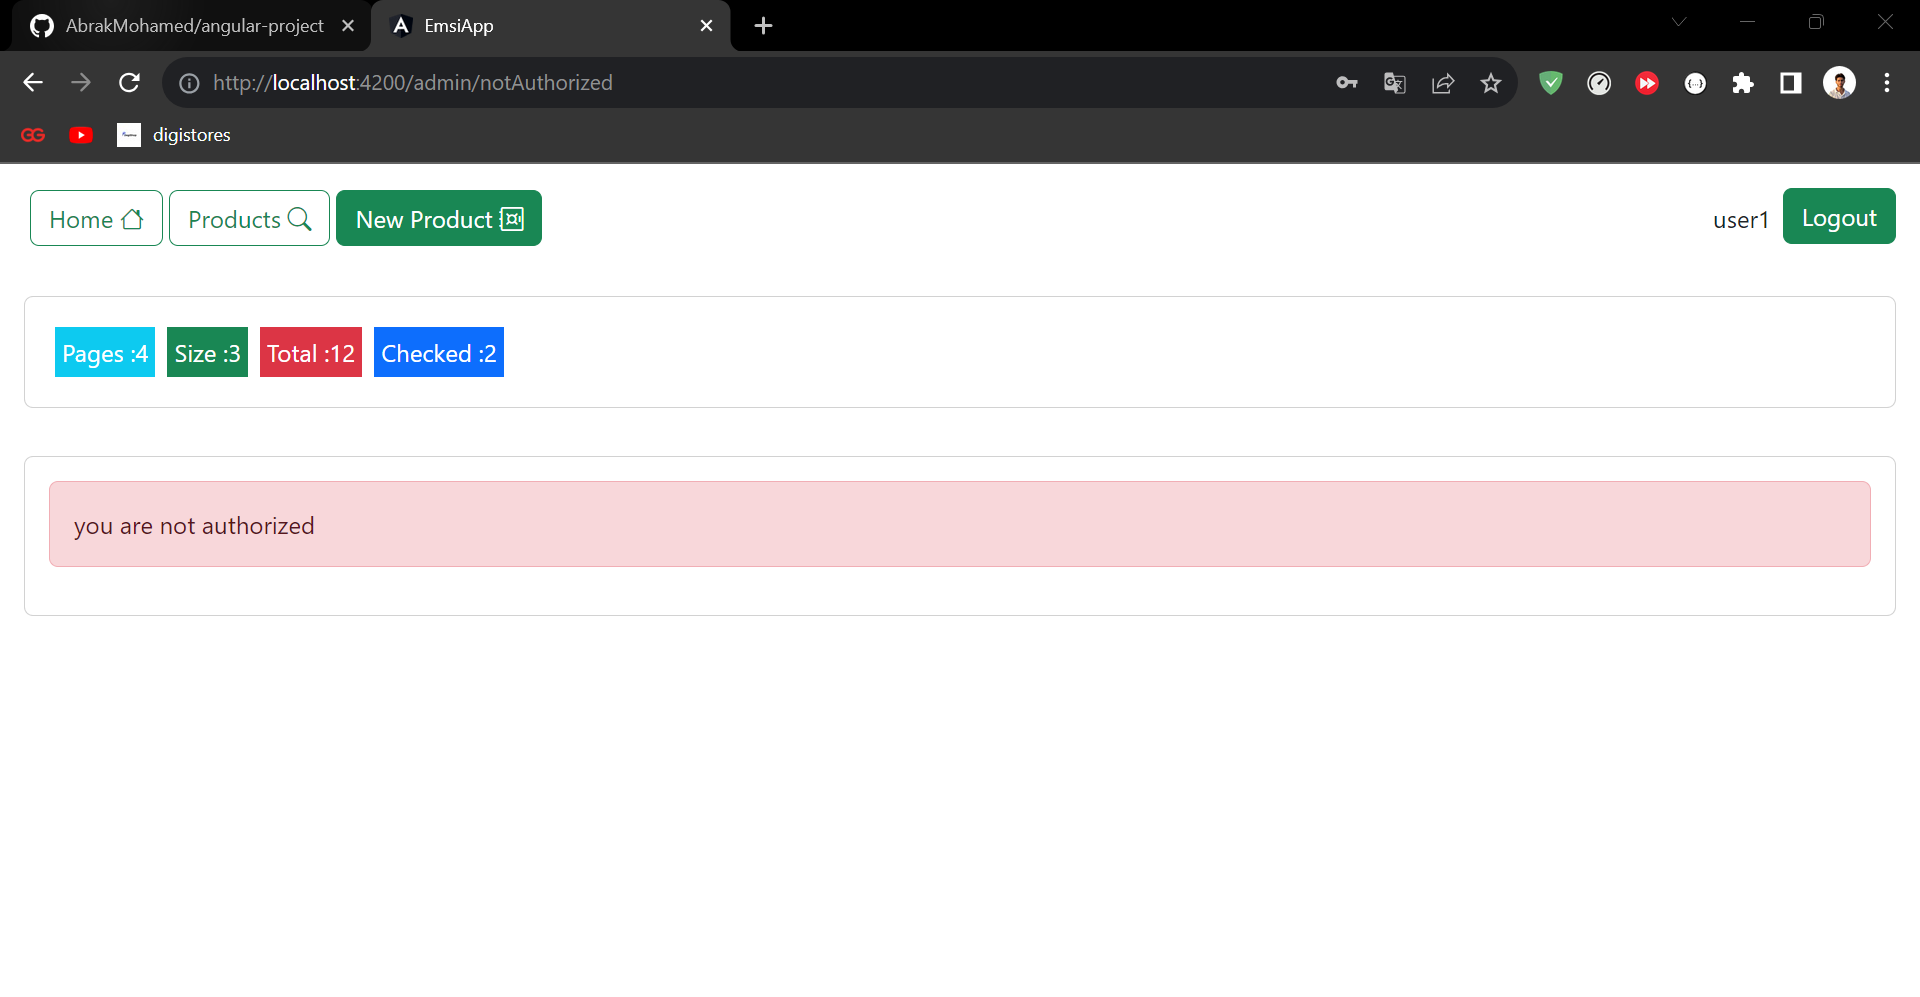 AbrakMohamed/angular-project
EmsiApp
http://localhost:4200/admin/notAuthorized
digistores
Home
Products
New Product
user1
Logout
Pages :4
Size :3
Total :12
Checked :2
you are not authorized